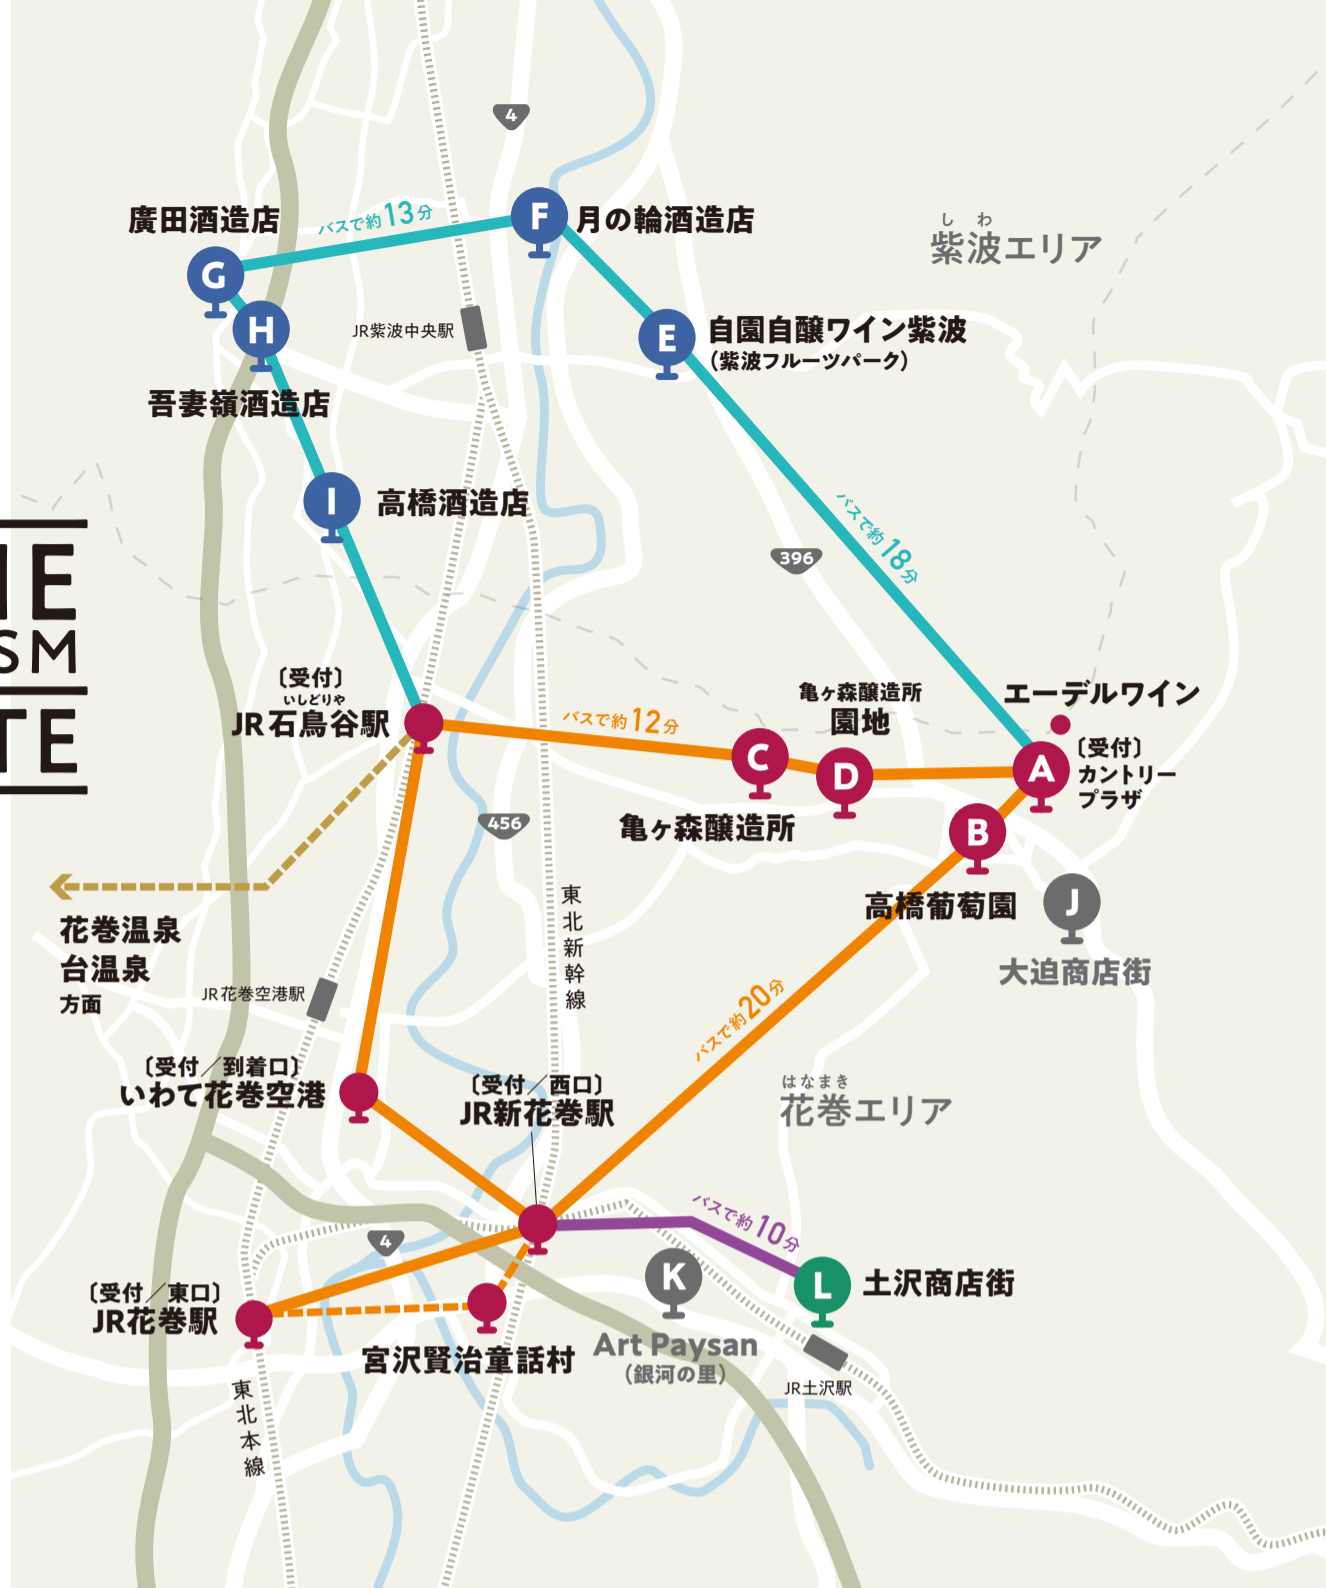 4
廣田酒造店
バスで約13分
F
月の輪酒造店
しわ
紫波エリア
G
H
JR紫波中央駅
E
自園自醸ワイン紫波
（紫波フルーツパーク）
吾妻嶺酒造店
I
高橋酒造店
バスで約18分
396
SM
TE
〔受付〕
いしどりや
JR石鳥谷駅
バスで約12分
亀ヶ森醸造所
園地
エーデルワイン
C
D
A
〔受付〕
カントリー
プラザ
亀ヶ森醸造所
B
456
高橋葡萄園
J
大迫商店街
花巻温泉
台温泉
方面
東北新幹線
JR花巻空港駅
バスで約20分
〔受付／到着口〕
いわて花巻空港
〔受付／西口〕
JR新花巻駅
はなまき
花巻エリア
バスで約10分
4
K
L
土沢商店街
〔受付／東口〕
JR花巻駅
宮沢賢治童話村
Art Paysan
（銀河の里）
JR土沢駅
東北本線